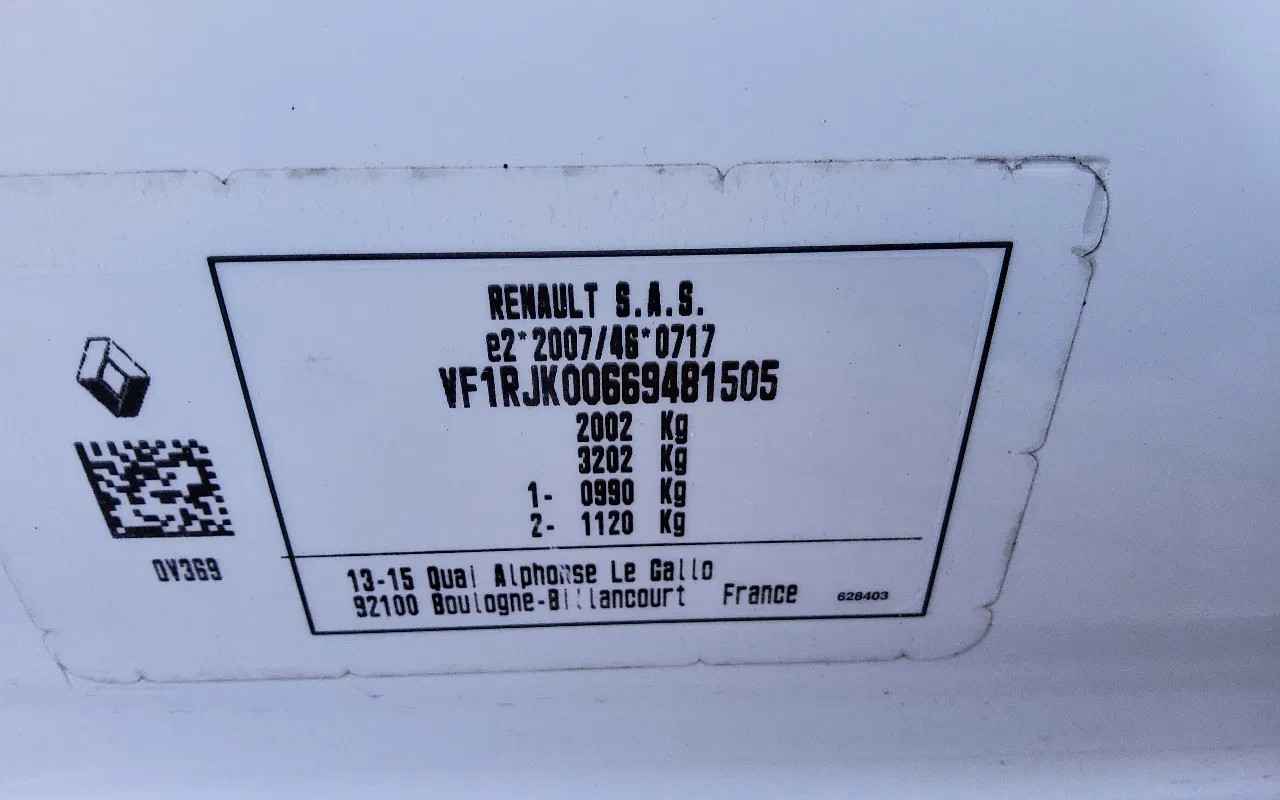 RENAULT S.A.S.
e2*2007/46*0717
VF1RJK00669481505
2002 Kg
3202 Kg
1- 0990 Kg
2- 1120 Kg
0V369
13-15 Quai Alphonse Le Gallo
92100 Boulogne-Billancourt France
628403